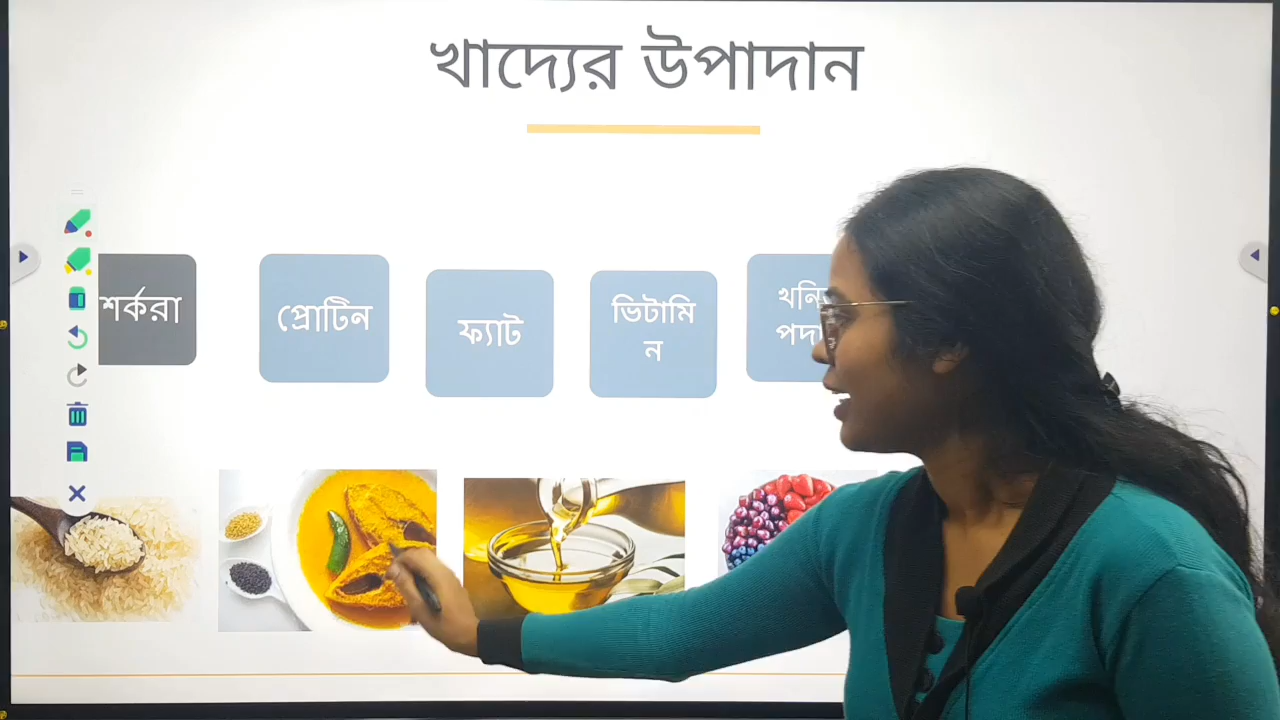 খাদ্যের উপাদান
শর্করা
প্রোটিন
ফ্যাট
ভিটামি
ন